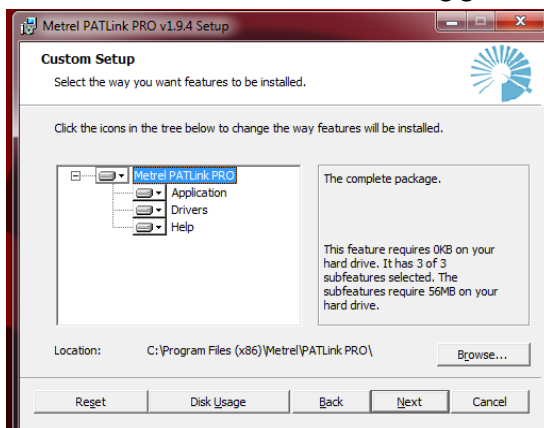 Metrel PATLink PRO v1.9.4 Setup
Custom Setup
Select the way you want features to be installed.
Click the icons in the tree below to change the way features will be installed.
Metrel PATLink PRO
Application
Drivers
Help
The complete package.
This feature requires 0KB on your
hard drive. It has 3 of 3
subfeatures selected. The
subfeatures require 56MB on your
hard drive.
Location: C:\Program Files (x86)\Metrel\PATLink PRO\
Browse...
Reset Disk Usage Back Next Cancel